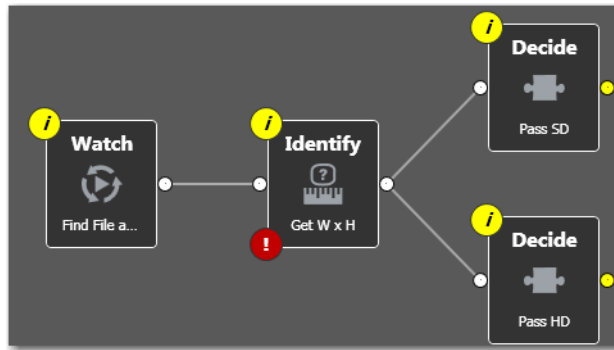 i
Watch
Find File a...
i
Identify
?
Get W x H
!
i
Decide
Pass SD
i
Decide
Pass HD